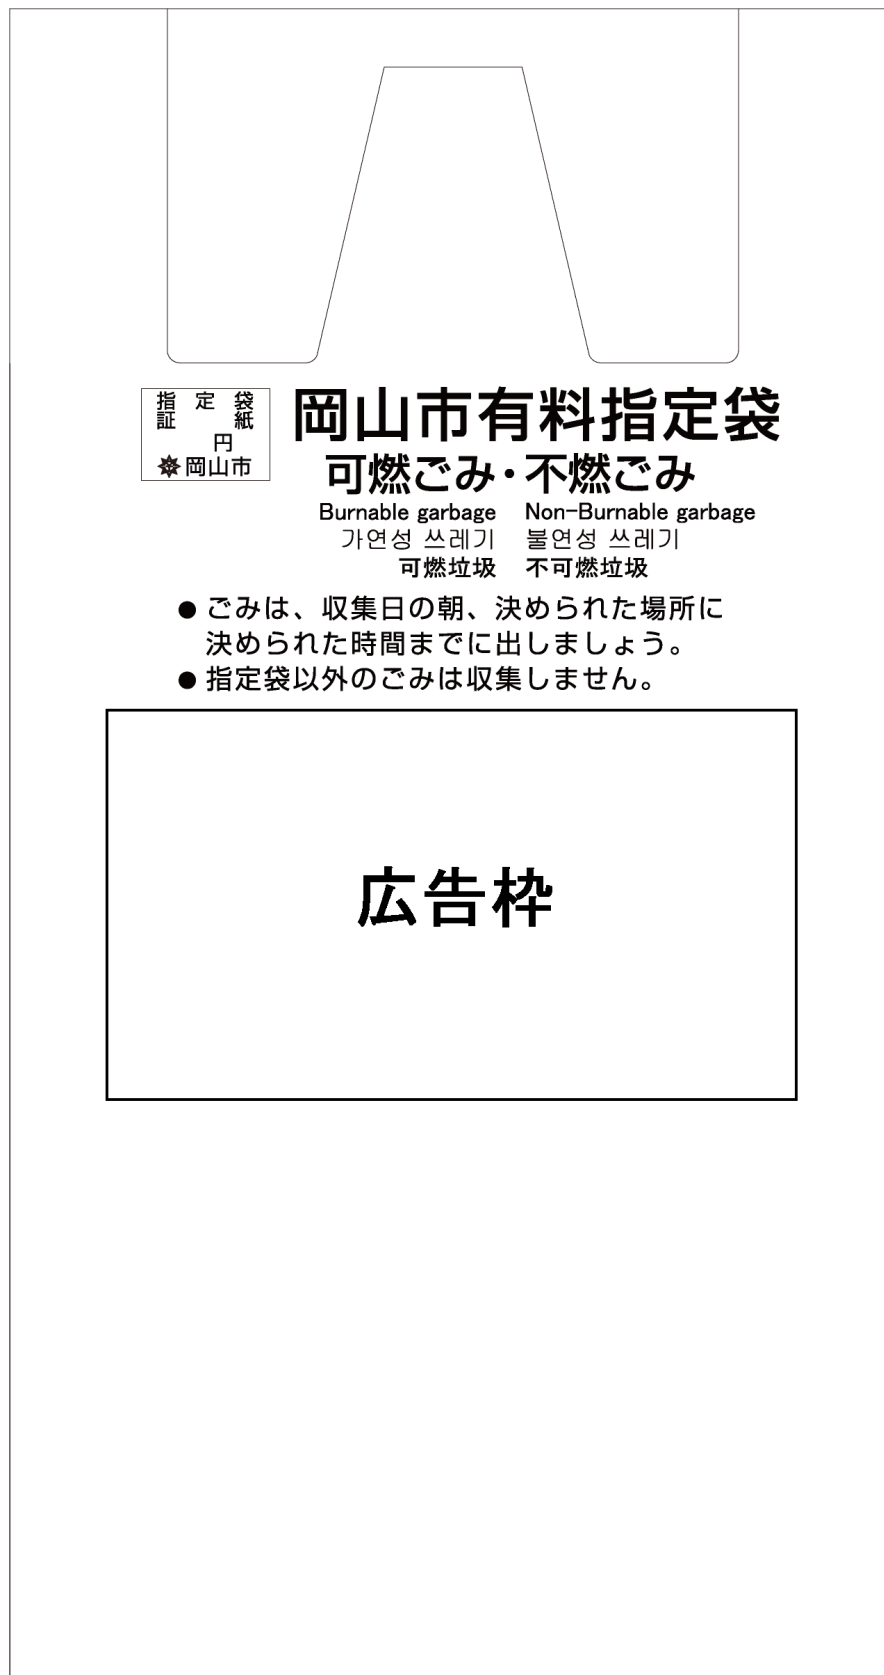 指定袋
証紙
円
岡山市
岡山市有料指定袋
可燃ごみ・不燃ごみ
Burnable garbage Non-Burnable garbage
가연성 쓰레기 불연성 쓰레기
可燃垃圾 不可燃垃圾
● ごみは、収集日の朝、決められた場所に
決められた時間までに出しましょう。
● 指定袋以外のごみは収集しません。
広告枠